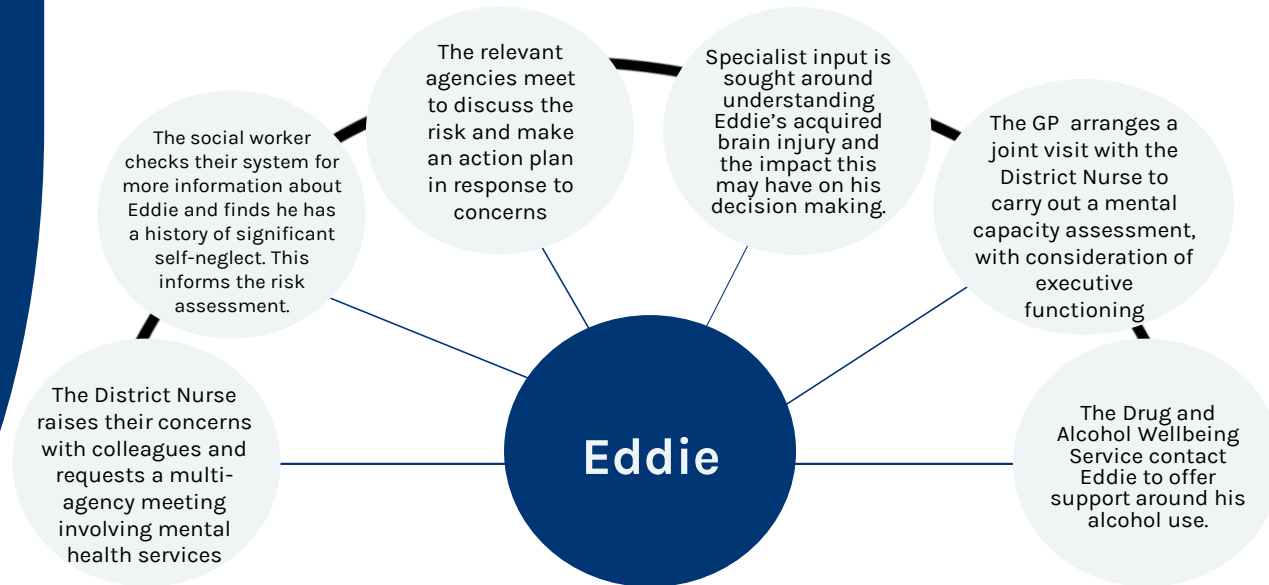 The District Nurse
raises their concerns
with colleagues and
requests a multi-
agency meeting
involving mental
health services
The social worker
checks their system for
more information about
Eddie and finds he has
a history of significant
self-neglect. This
informs the risk
assessment.
The relevant
agencies meet
to discuss the
risk and make
an action plan
in response to
concerns
Specialist input is
sought around
understanding
Eddie’s acquired
brain injury and
the impact this
may have on his
decision making.
The GP  arranges a
joint visit with the
District Nurse to
carry out a mental
capacity assessment,
with consideration of
executive
functioning
The Drug and
Alcohol Wellbeing
Service contact
Eddie to offer
support around his
alcohol use.
Eddie